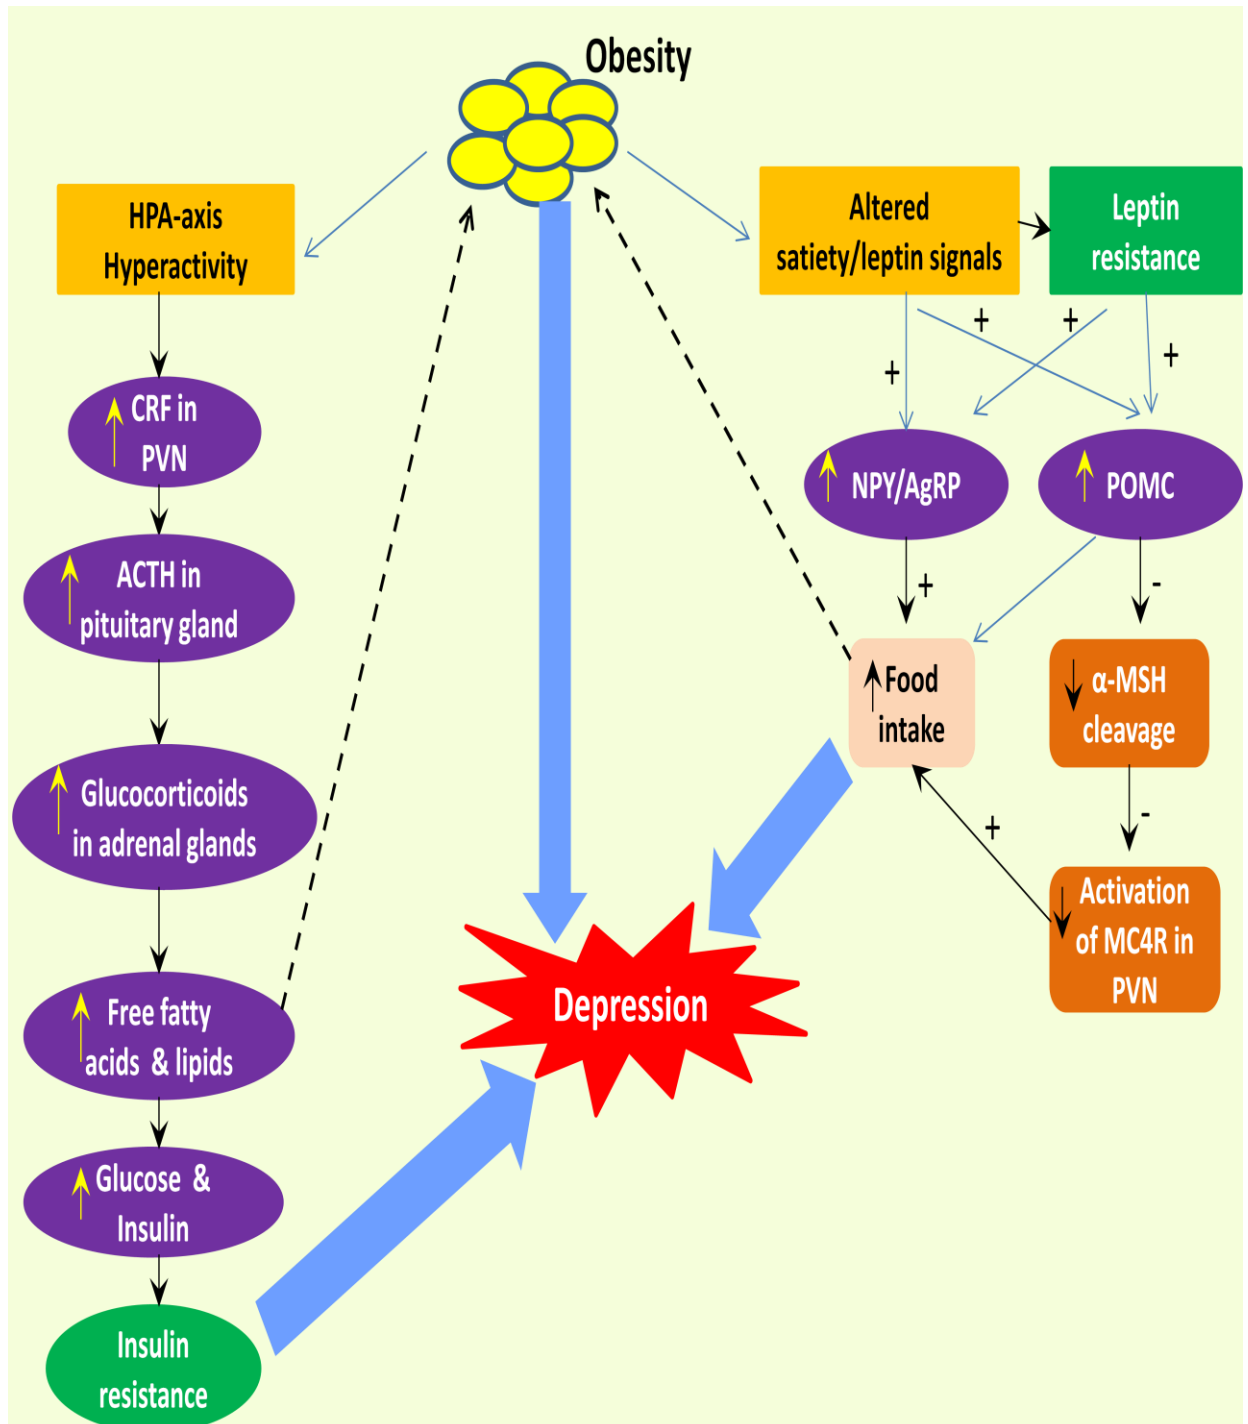 Obesity
HPA-axis
Hyperactivity
Altered
satiety/leptin signals
Leptin
resistance
+
+
+
+
CRF in
PVN
NPY/AgRP
POMC
ACTH in
pituitary gland
+
-
Food
intake
α-MSH
cleavage
Glucocorticoids
in adrenal glands
+
-
Activation
of MC4R in
PVN
Depression
Free fatty
acids & lipids
Glucose &
Insulin
Insulin
resistance